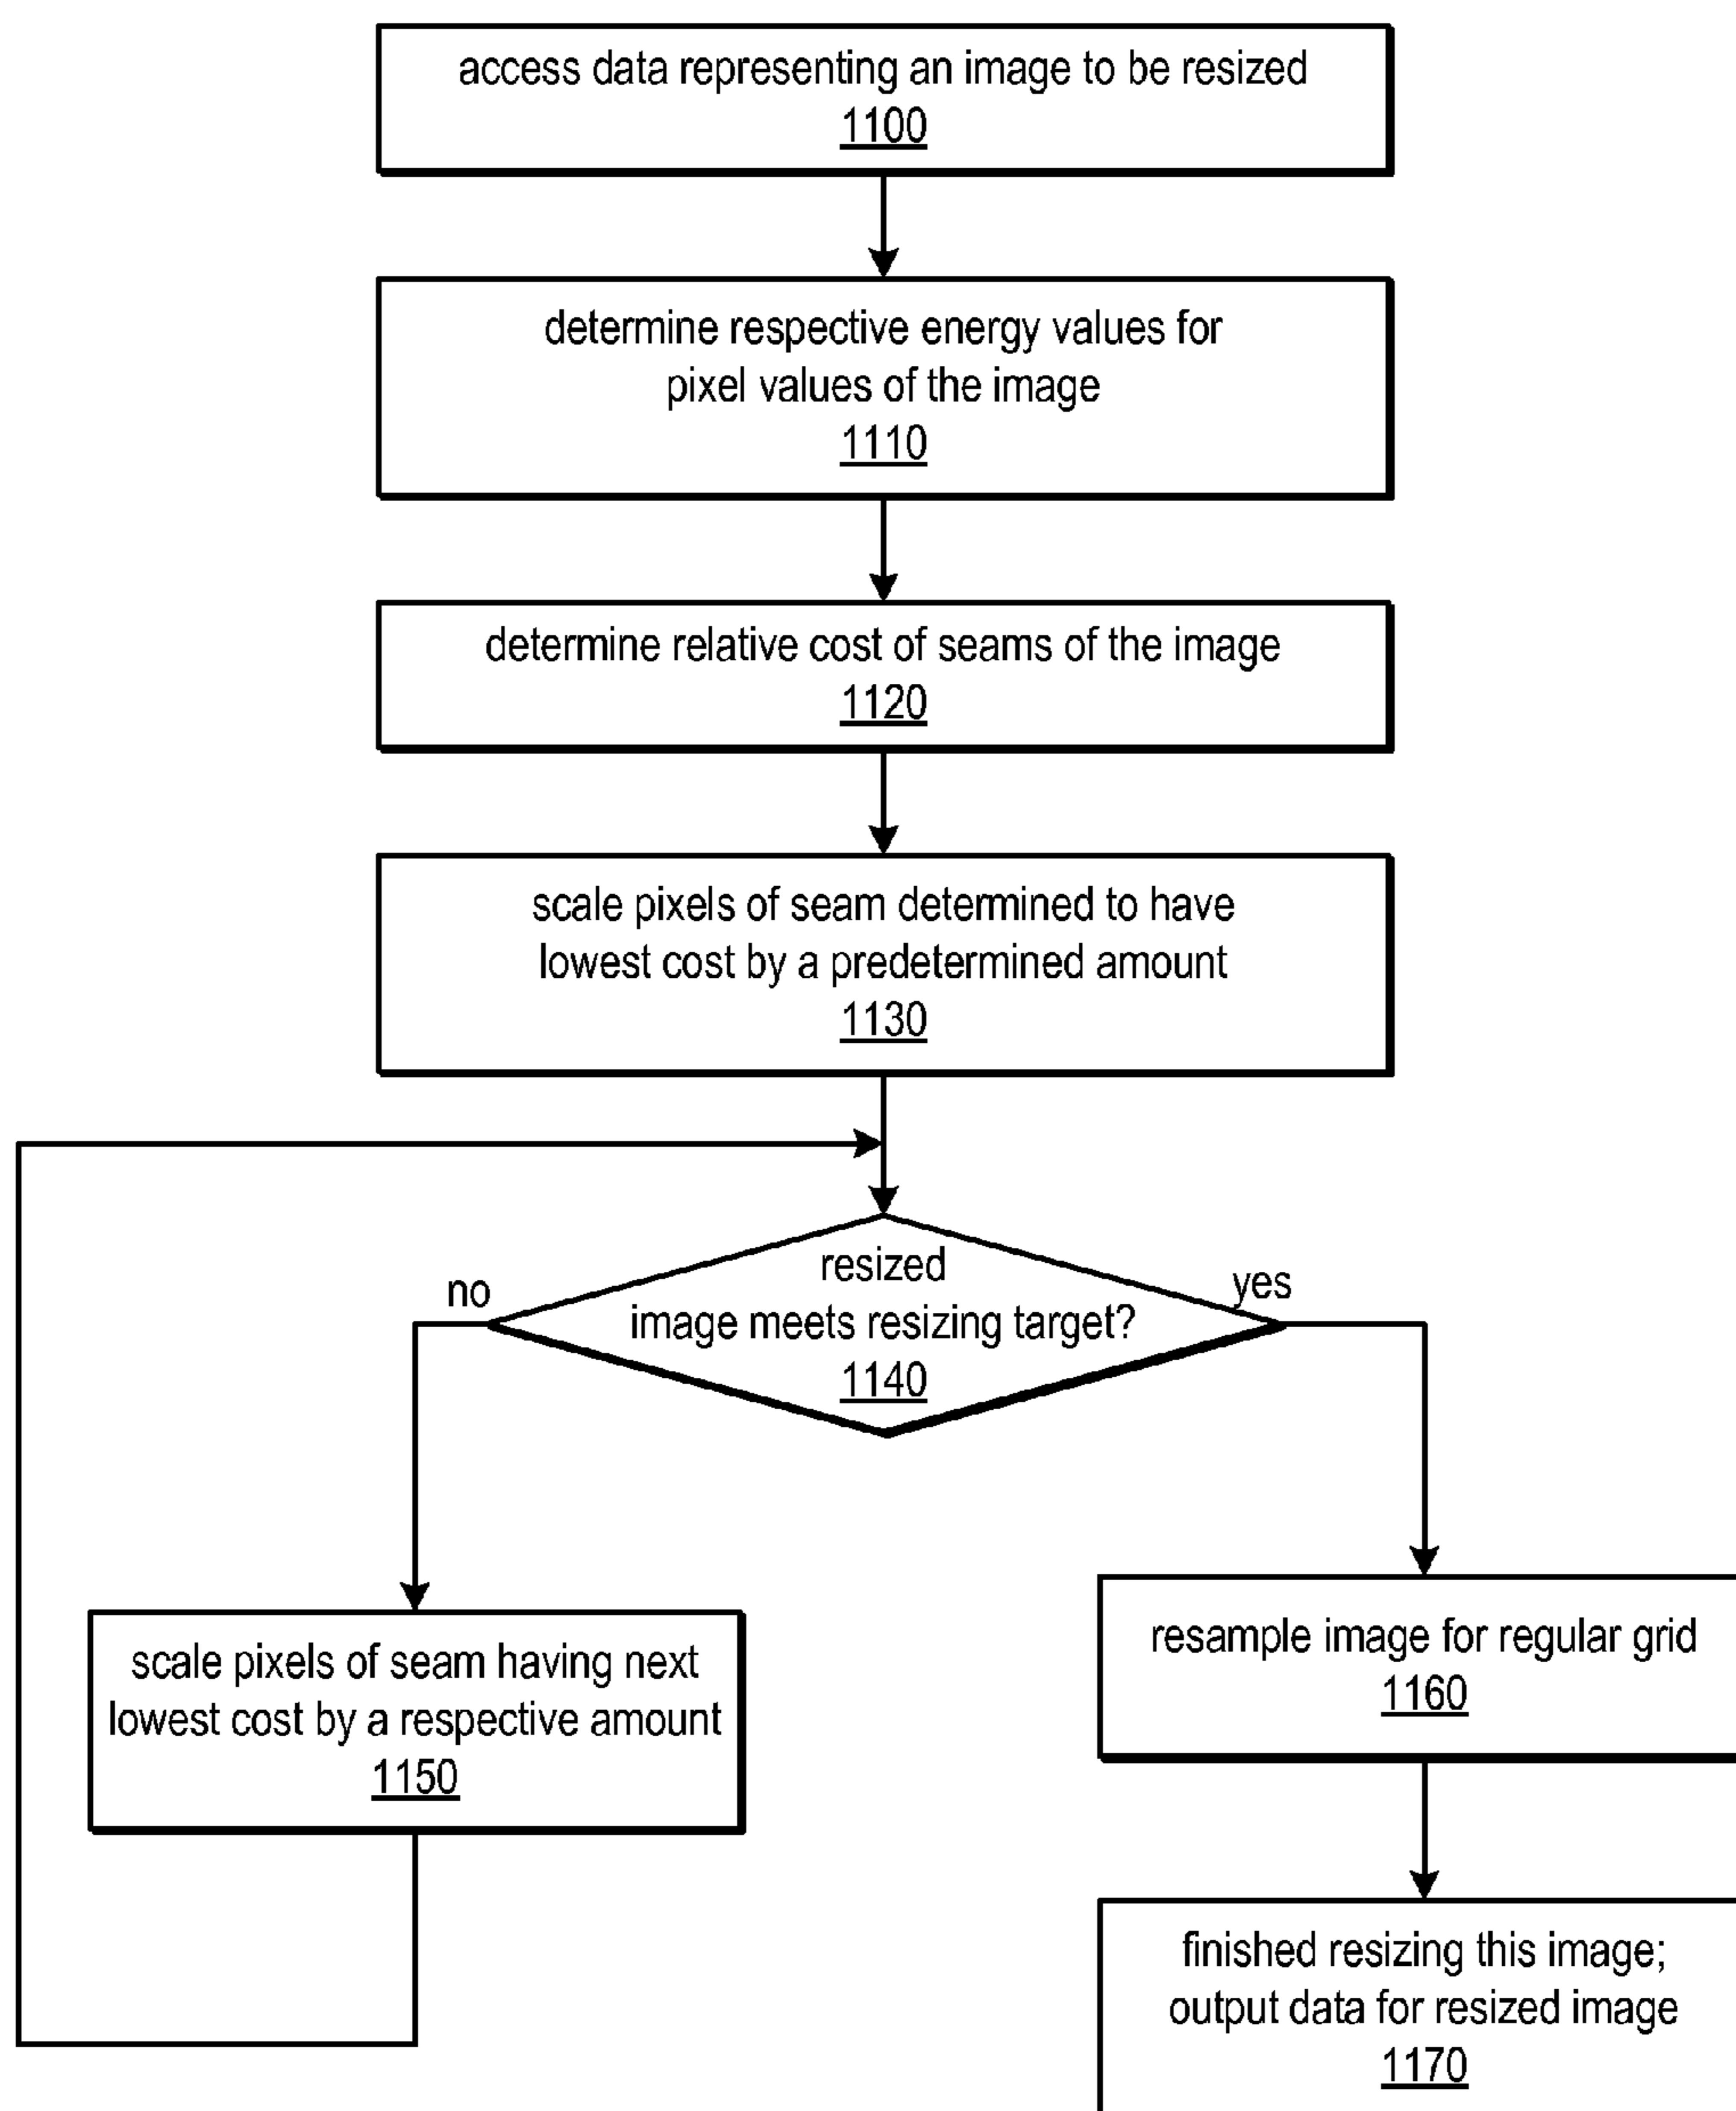 access data representing an image to be resized
1100
determine respective energy values for
pixel values of the image
1110
determine relative cost of seams of the image
1120
scale pixels of seam determined to have
lowest cost by a predetermined amount
1130
resized
image meets resizing target?
1140
no
yes
scale pixels of seam having next
lowest cost by a respective amount
1150
resample image for regular grid
1160
finished resizing this image;
output data for resized image
1170